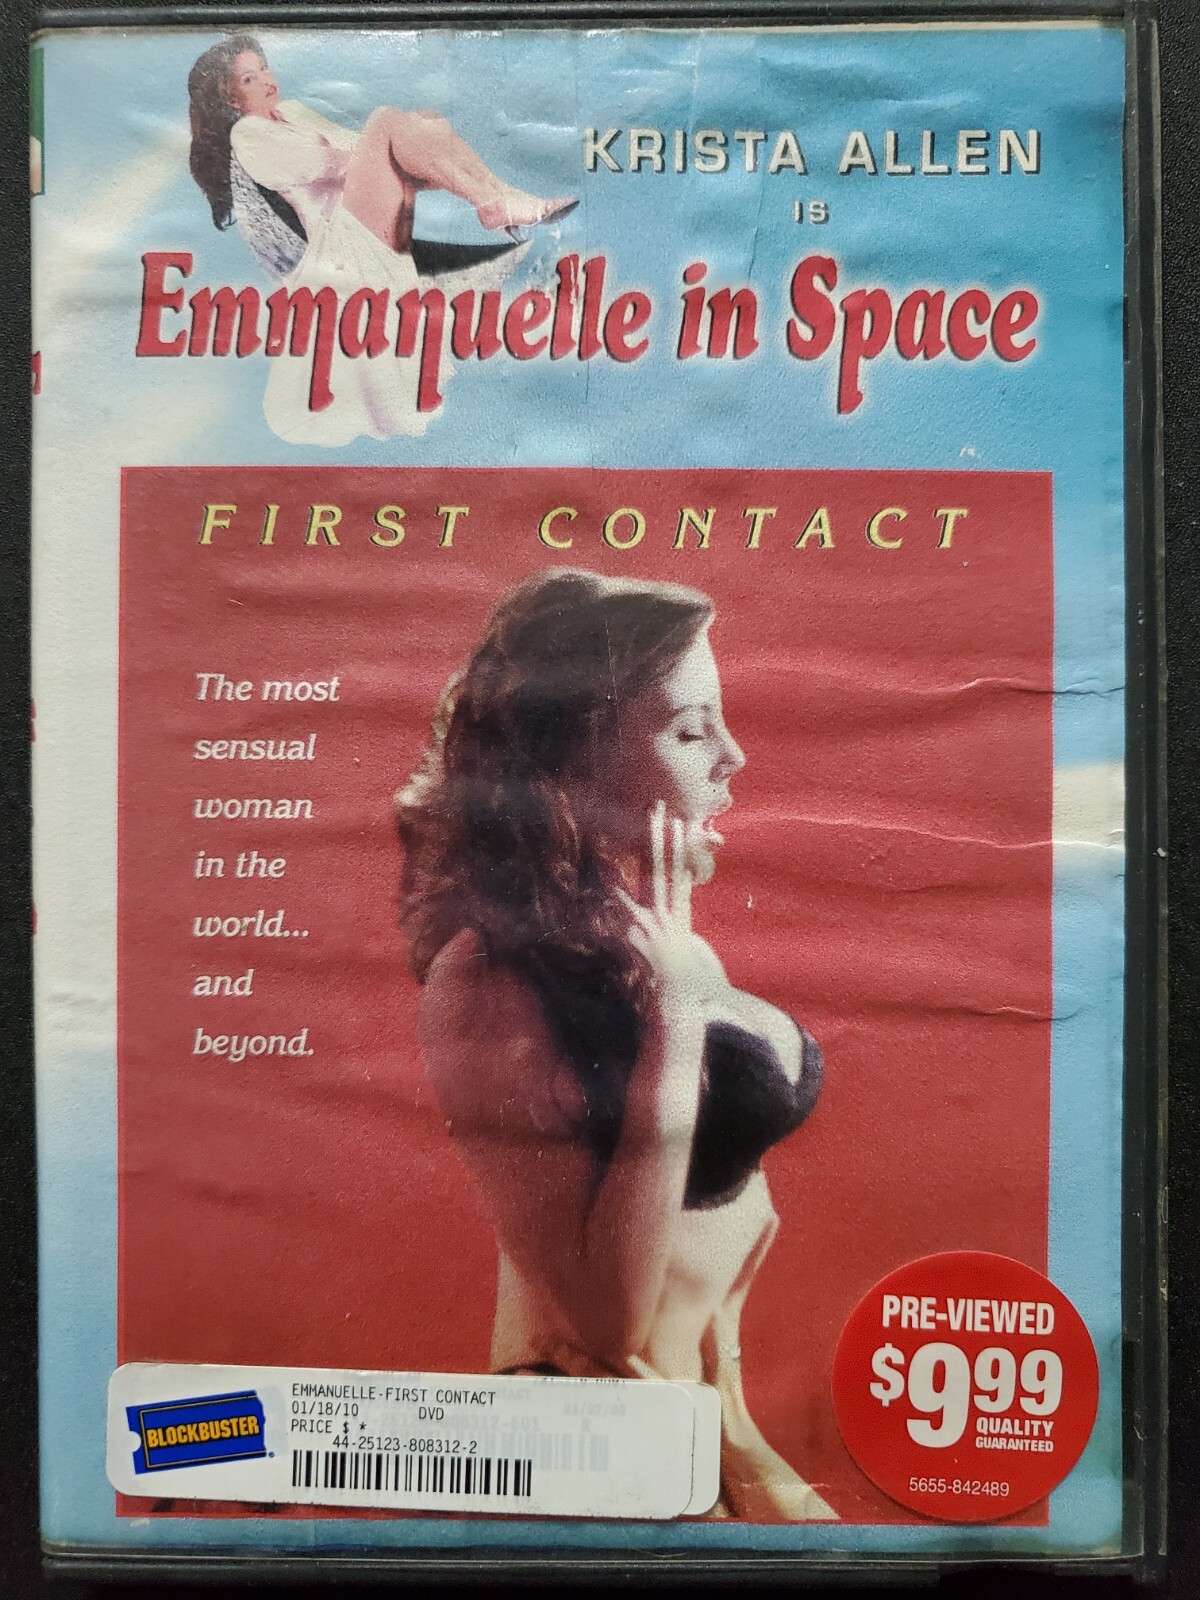 KRISTA ALLEN
IS
Emmanuelle in Space
FIRST CONTACT
The most
sensual
woman
in the
world...
and
beyond.
PRE-VIEWED
$9.99
QUALITY
GUARANTEED
5655-842489
BLOCKBUSTER
EMMANUELLE-FIRST CONTACT
01/18/10 DVD
PRICE $ *
44-25123-808312-2